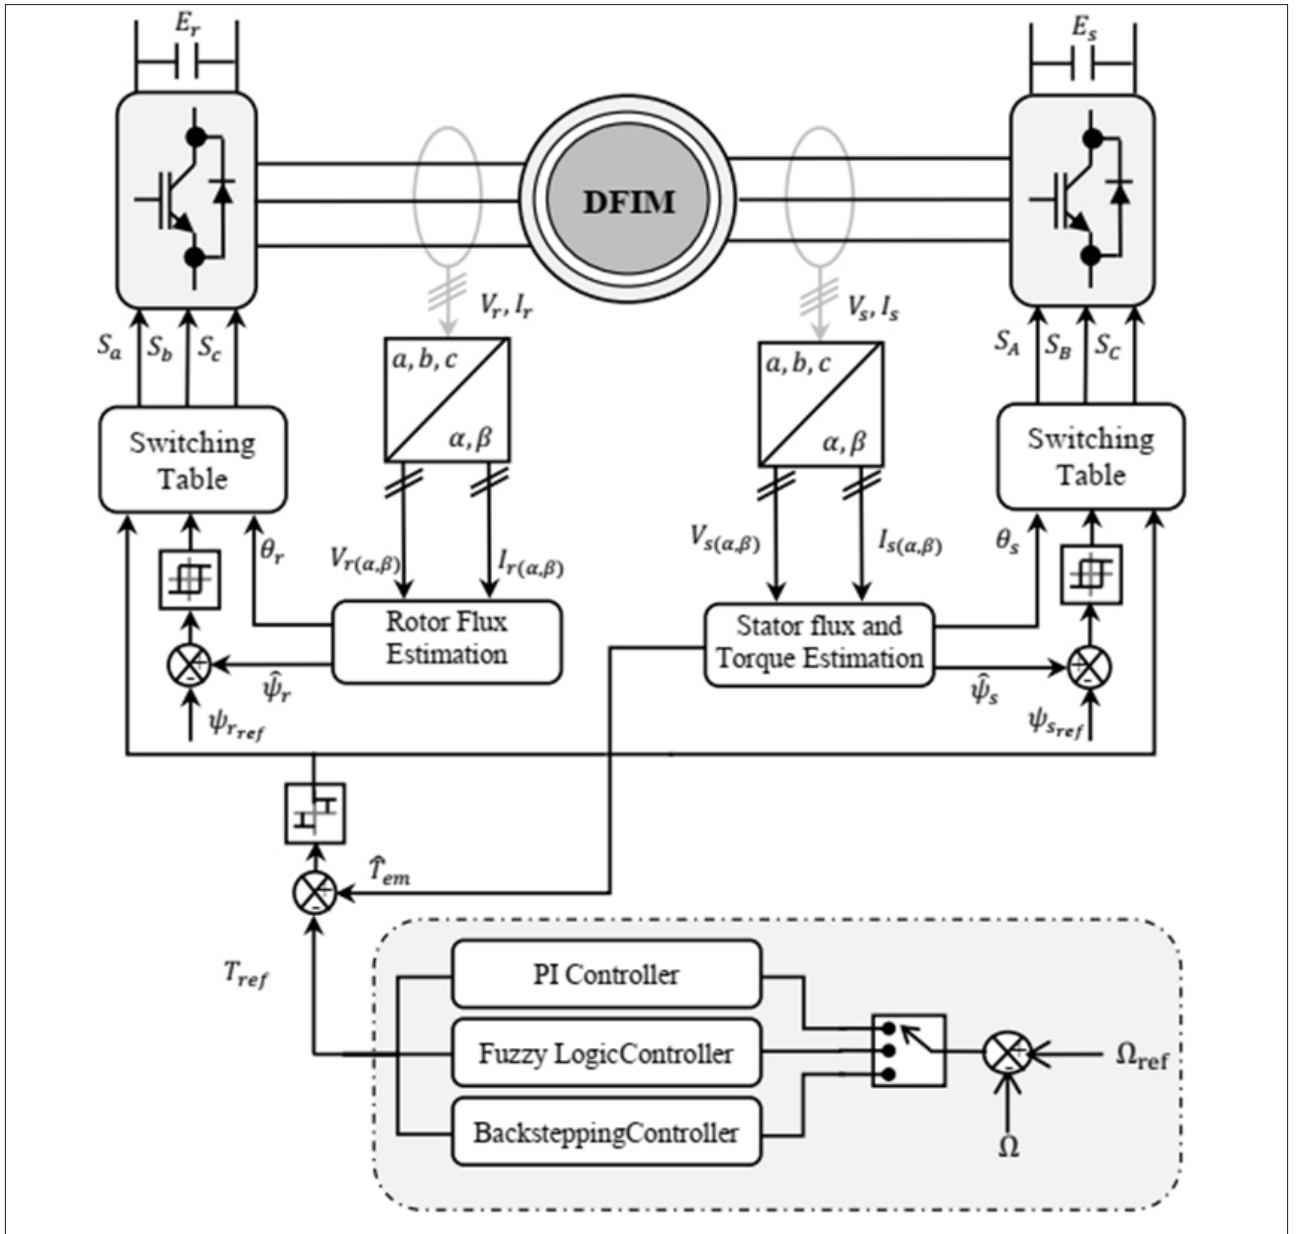 E_r
E_s
DFIM
V_r, I_r
V_s, I_s
S_a S_b S_c
S_A S_B S_C
a, b, c
α, β
a, b, c
α, β
Switching
Table
Switching
Table
θ_r
V_r(α,β)
I_r(α,β)
V_s(α,β)
I_s(α,β)
θ_s
Rotor Flux
Estimation
Stator flux and
Torque Estimation
+
-
ψ̂_r
ψ_r_ref
+
-
ψ̂_s
ψ_s_ref
T̂_em
+
-
T_ref
PI Controller
Fuzzy LogicController
BacksteppingController
+
-
Ω_ref
Ω